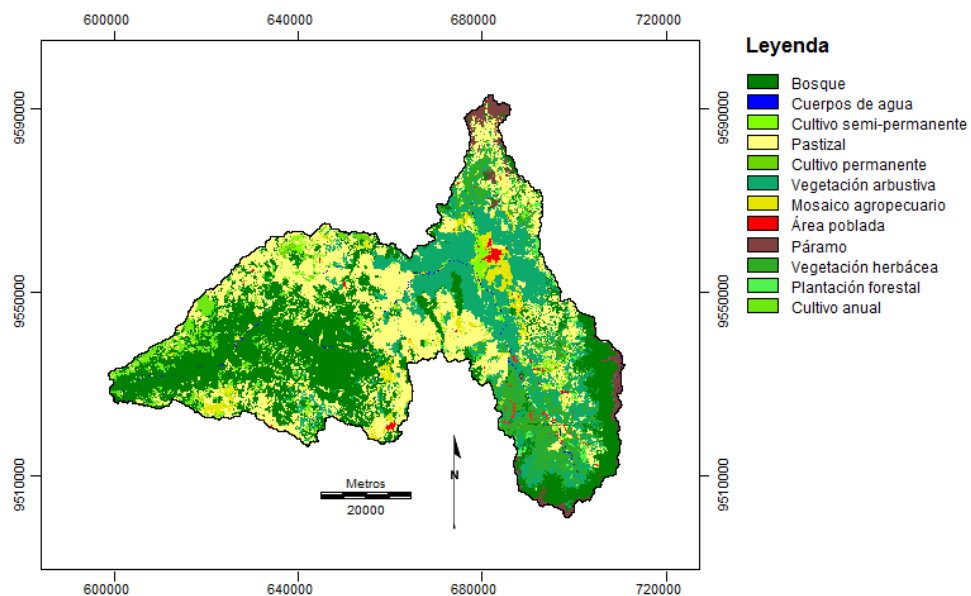 600000 640000 680000 720000
Leyenda
Bosque
Cuerpos de agua
Cultivo semi-permanente
Pastizal
Cultivo permanente
Vegetación arbustiva
Mosaico agropecuario
Área poblada
Páramo
Vegetación herbácea
Plantación forestal
Cultivo anual
9590000 9590000
9550000 9550000
9510000 9510000
Metros
20000
N
600000 640000 680000 720000